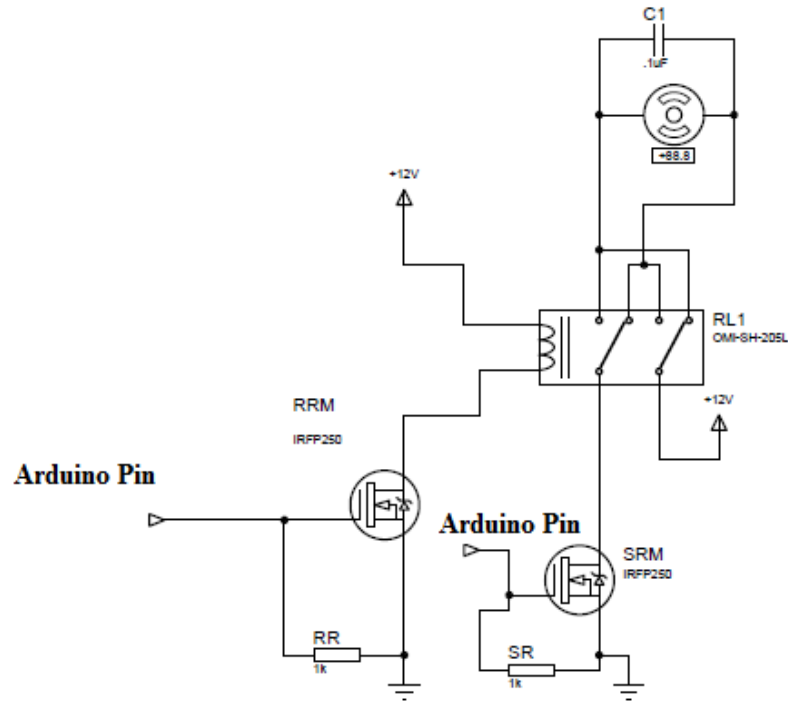 C1
.1uF
+88.8
+12V
RL1
OMI-SH-205L
+12V
RRM
IRFP250
Arduino Pin
Arduino Pin
SRM
IRFP250
RR
1k
SR
1k